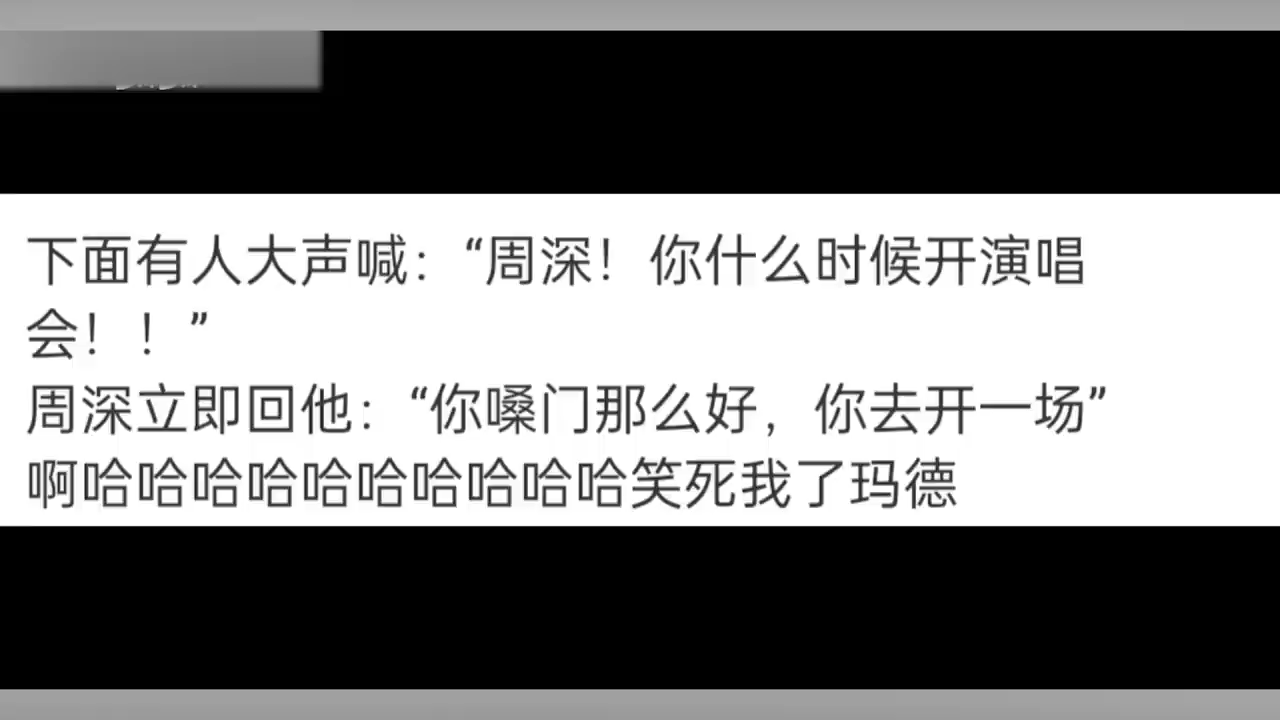 下面有人大声喊：“周深！你什么时候开演唱
会！！”
周深立即回他：“你嗓门那么好，你去开一场”
啊哈哈哈哈哈哈哈哈哈哈笑死我了玛德